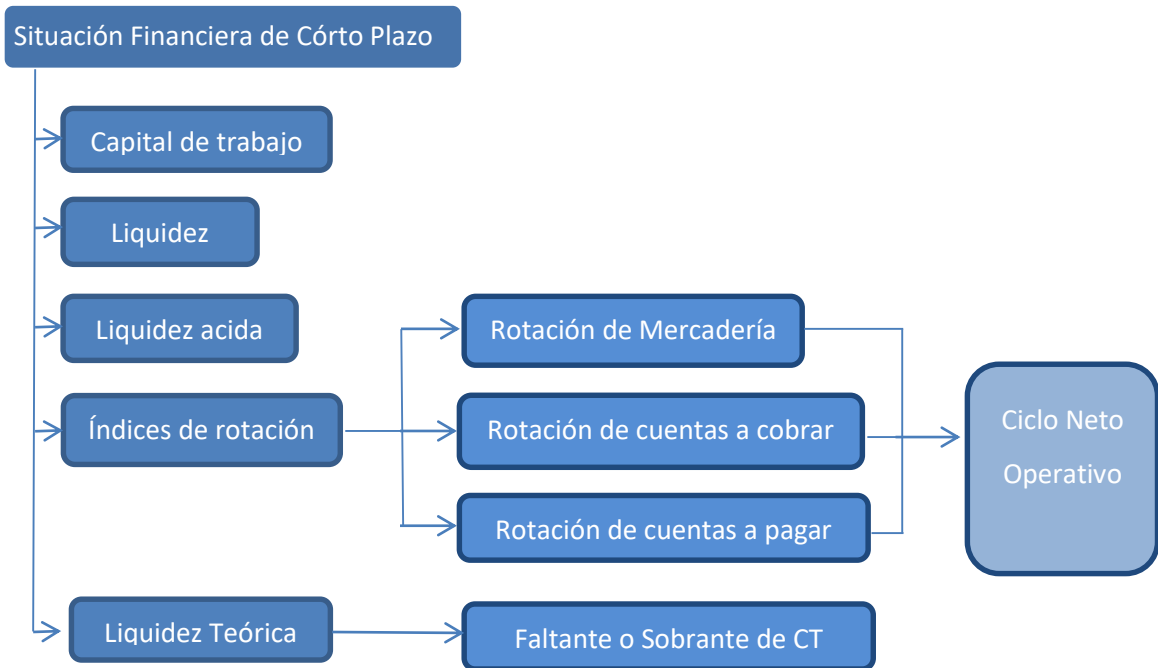 Situación Financiera de Córto Plazo
Capital de trabajo
Liquidez
Liquidez acida
Índices de rotación
Rotación de Mercadería
Rotación de cuentas a cobrar
Rotación de cuentas a pagar
Ciclo Neto
Operativo
Liquidez Teórica
Faltante o Sobrante de CT